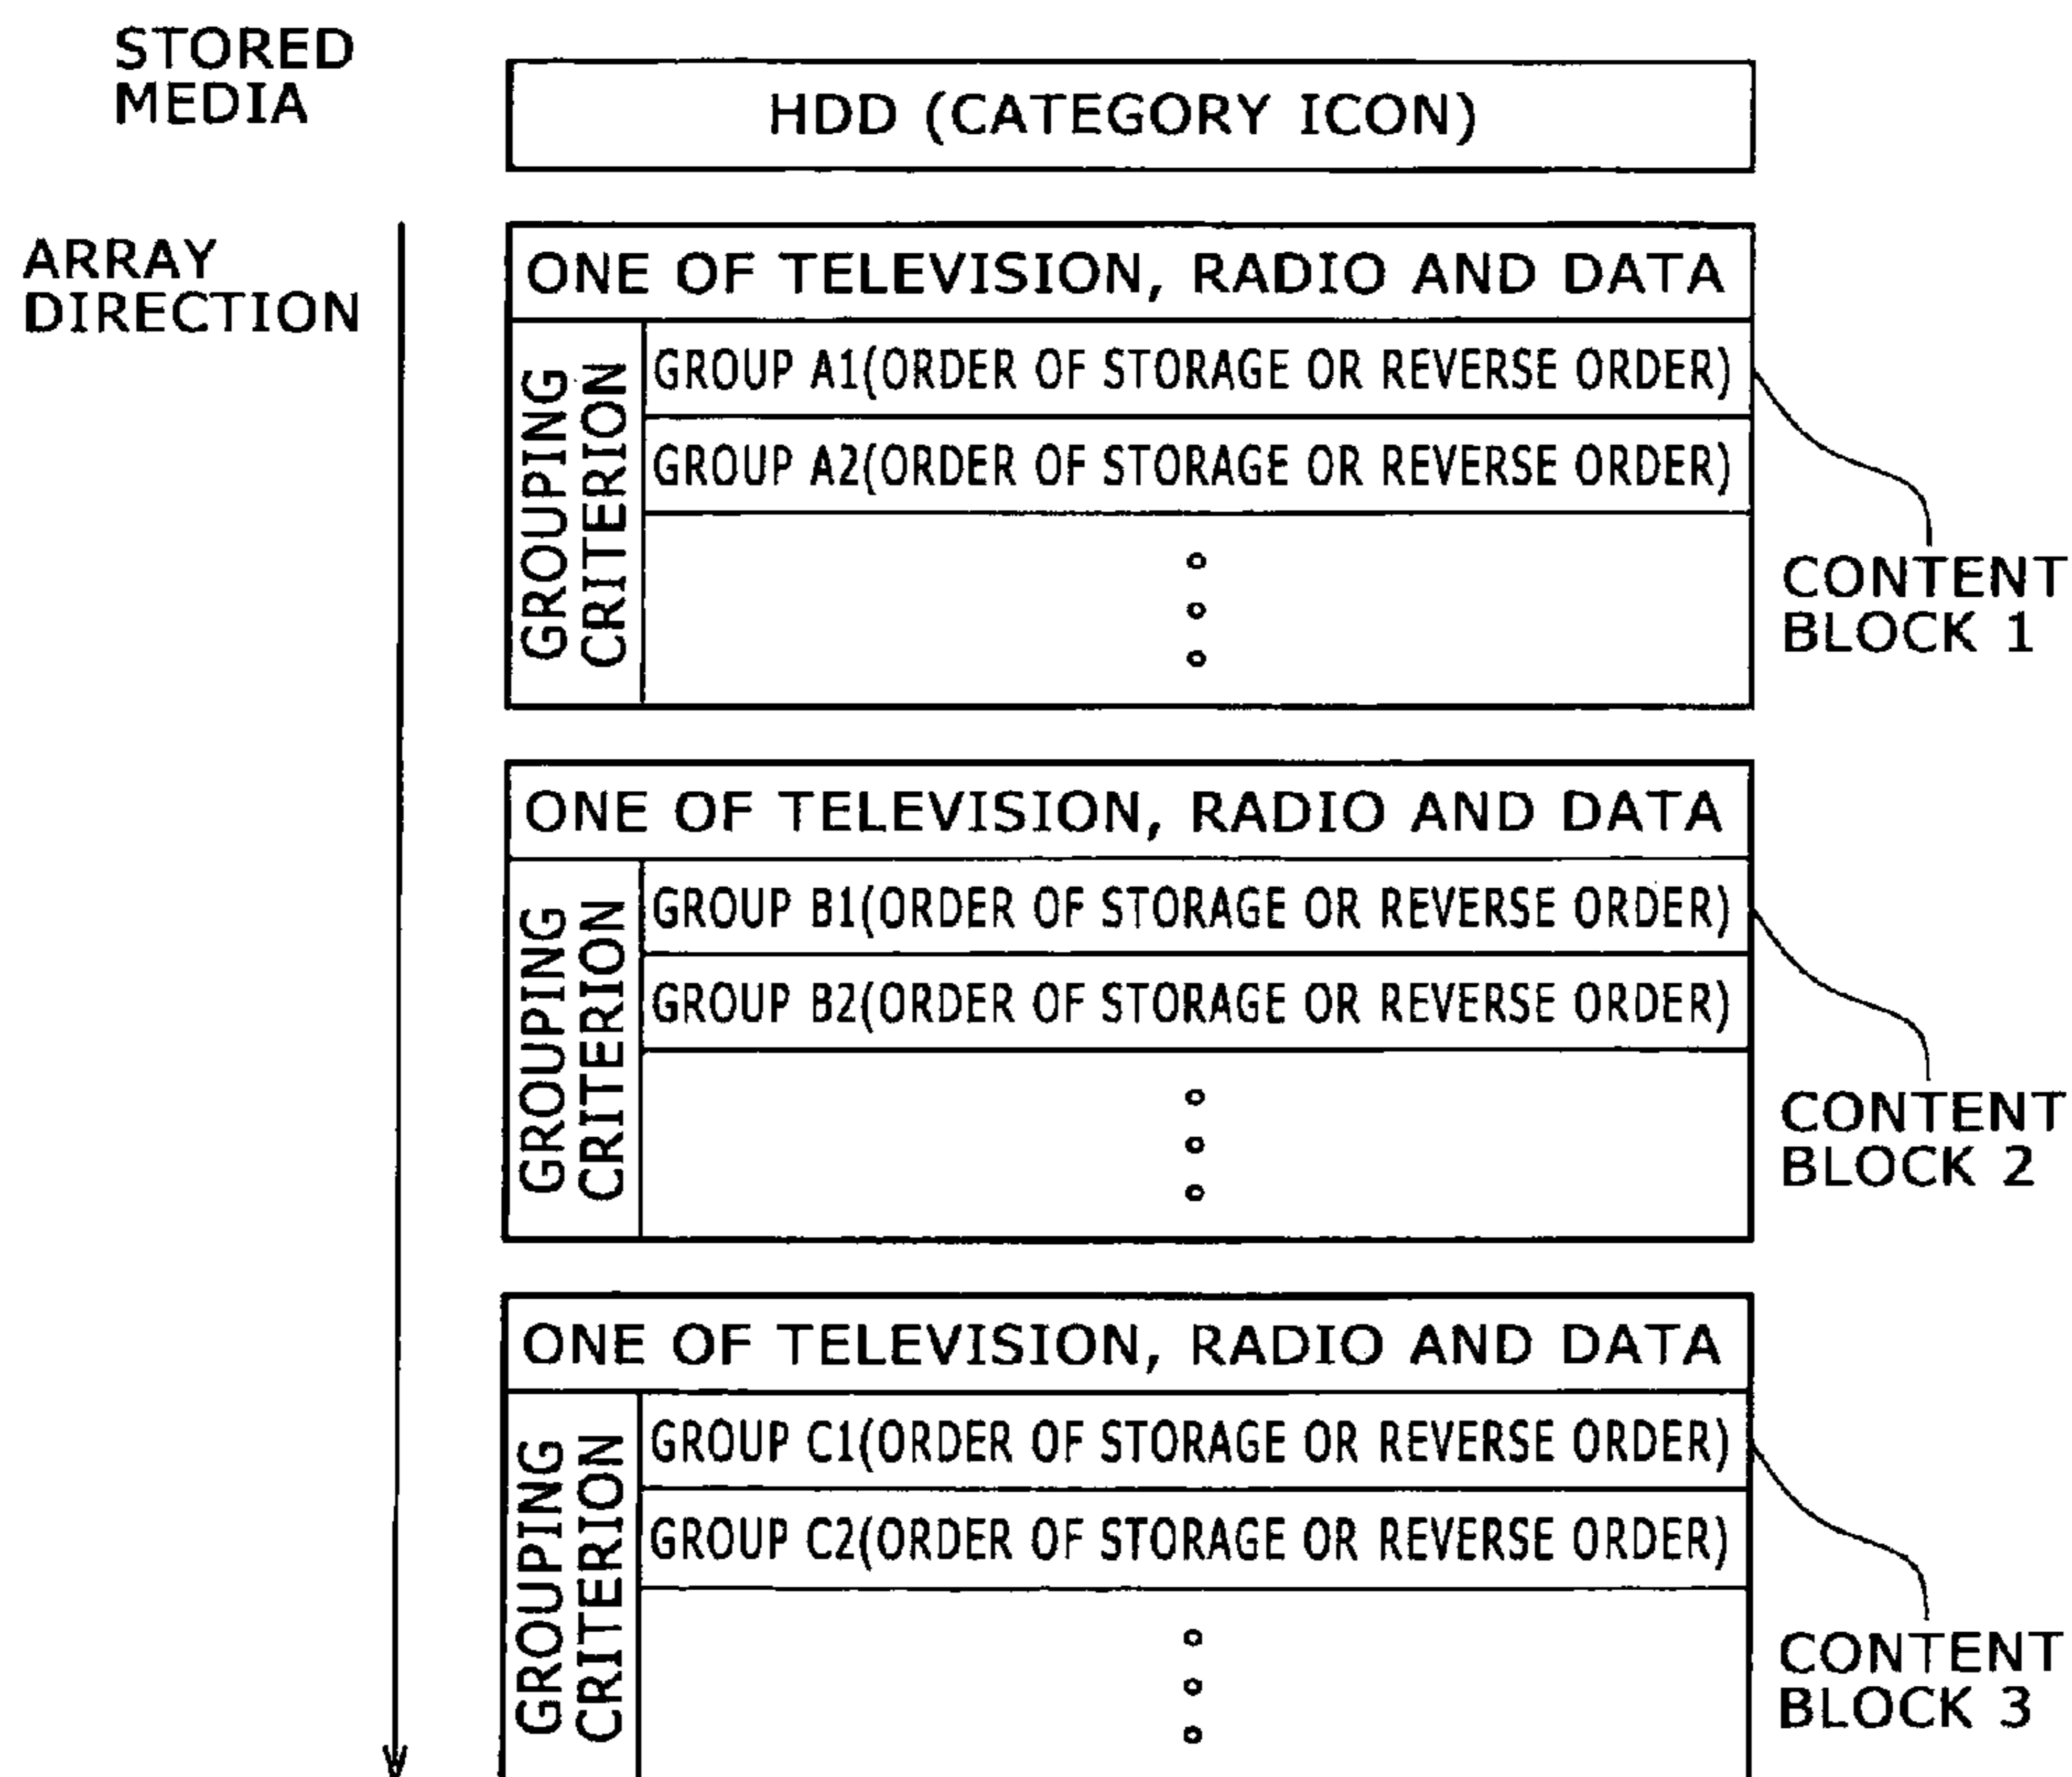 STORED
MEDIA
HDD (CATEGORY ICON)
ARRAY
DIRECTION
ONE OF TELEVISION, RADIO AND DATA
GROUPING
CRITERION
GROUP A1(ORDER OF STORAGE OR REVERSE ORDER)
GROUP A2(ORDER OF STORAGE OR REVERSE ORDER)
CONTENT
BLOCK 1
ONE OF TELEVISION, RADIO AND DATA
GROUPING
CRITERION
GROUP B1(ORDER OF STORAGE OR REVERSE ORDER)
GROUP B2(ORDER OF STORAGE OR REVERSE ORDER)
CONTENT
BLOCK 2
ONE OF TELEVISION, RADIO AND DATA
GROUPING
CRITERION
GROUP C1(ORDER OF STORAGE OR REVERSE ORDER)
GROUP C2(ORDER OF STORAGE OR REVERSE ORDER)
CONTENT
BLOCK 3